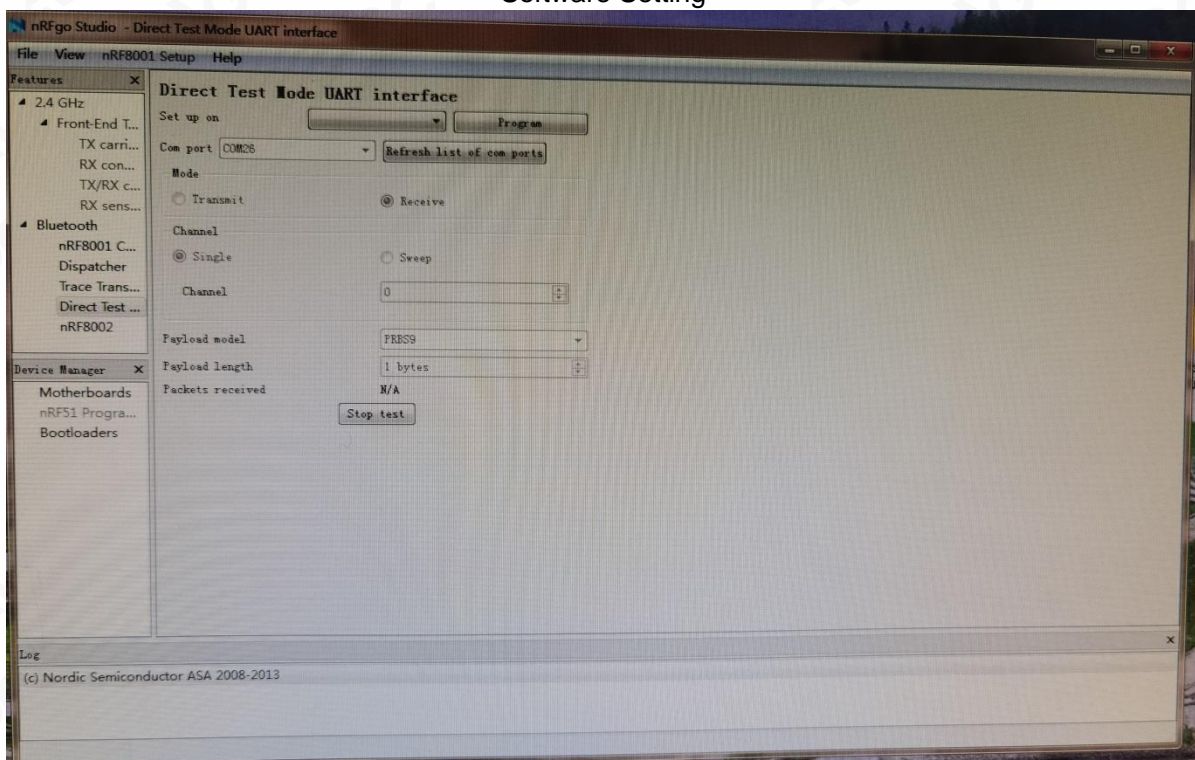 Software Setting
nRFgo Studio - Direct Test Mode UART interface
File View nRF8001 Setup Help
Features x
2.4 GHz
Front-End T...
TX carri...
RX con...
TX/RX c...
RX sens...
Bluetooth
nRF8001 C...
Dispatcher
Trace Trans...
Direct Test ...
nRF8002
Device Manager x
Motherboards
nRF51 Progra...
Bootloaders
Direct Test Mode UART interface
Set up on Program
Com port COM26 Refresh list of com ports
Mode
Transmit Receive
Channel
Single Sweep
Channel 0
Payload model PRBS9
Payload length 1 bytes
Packets received N/A
Stop test
Log x
(c) Nordic Semiconductor ASA 2008-2013